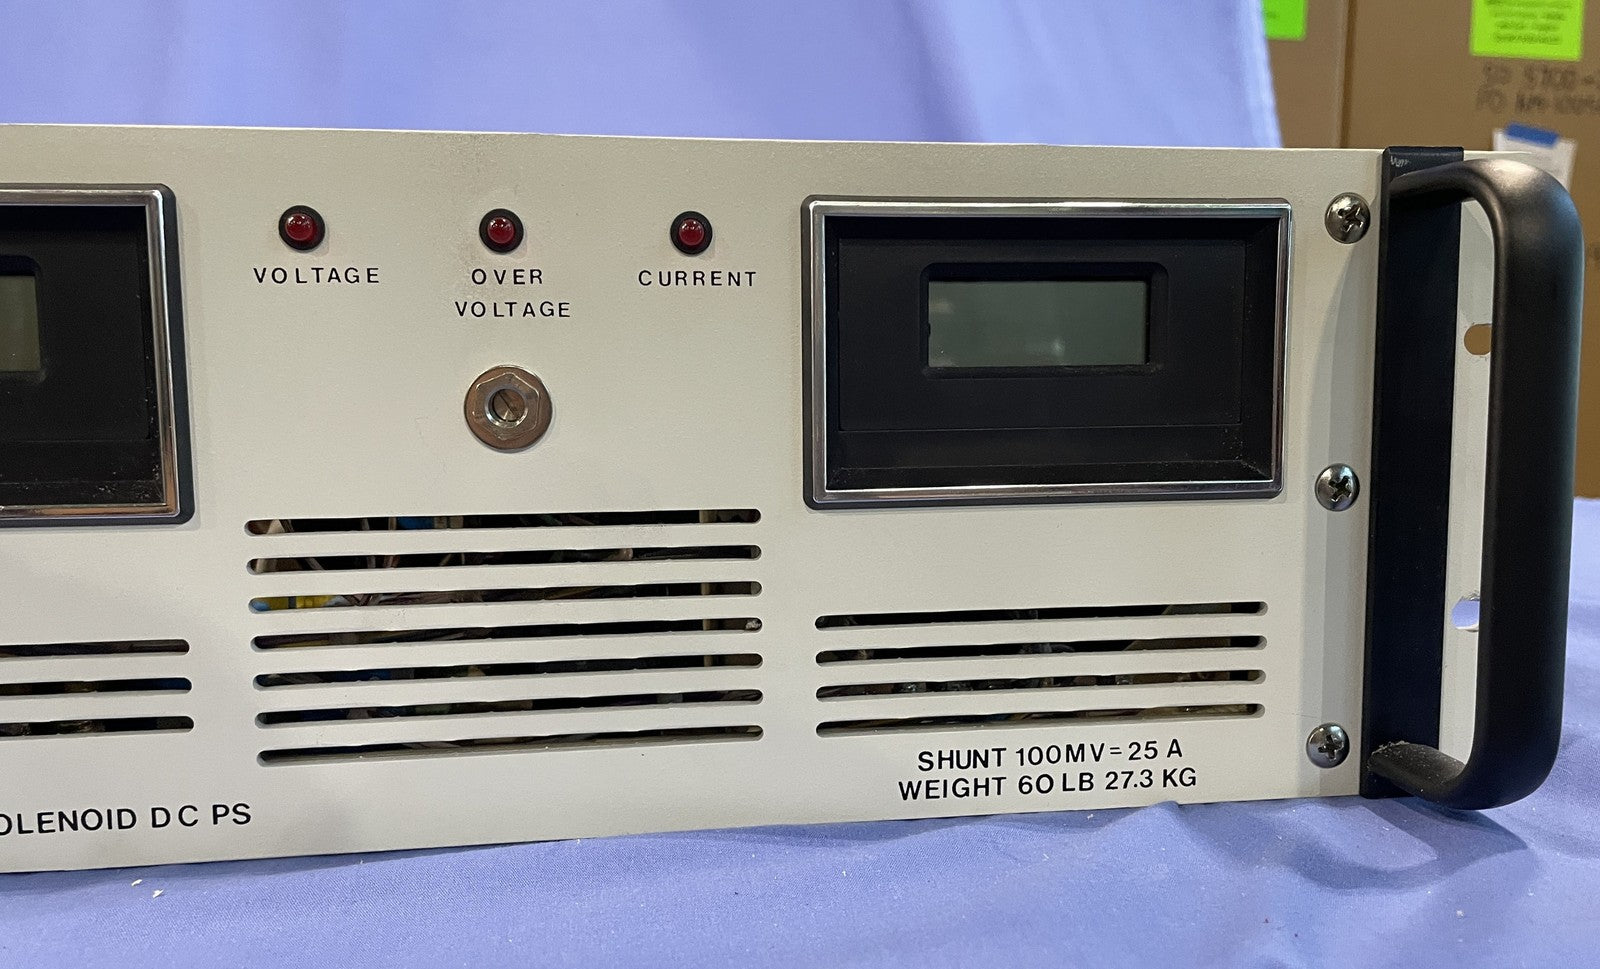 VOLTAGE
OVER
VOLTAGE
CURRENT
SHUNT 100MV=25 A
WEIGHT 60 LB 27.3 KG
OLENOID DC PS